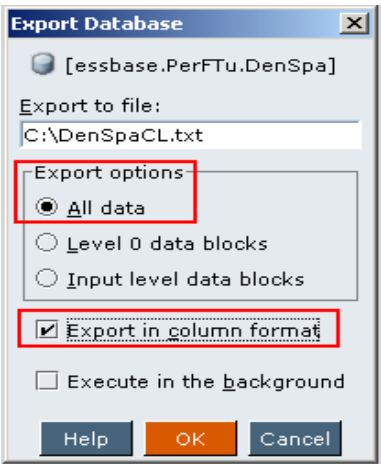 Export Database
[essbase.PerFTu.DenSpa]
Export to file:
C:\DenSpaCL.txt
Export options
All data
Level 0 data blocks
Input level data blocks
Export in column format
Execute in the background
Help OK Cancel